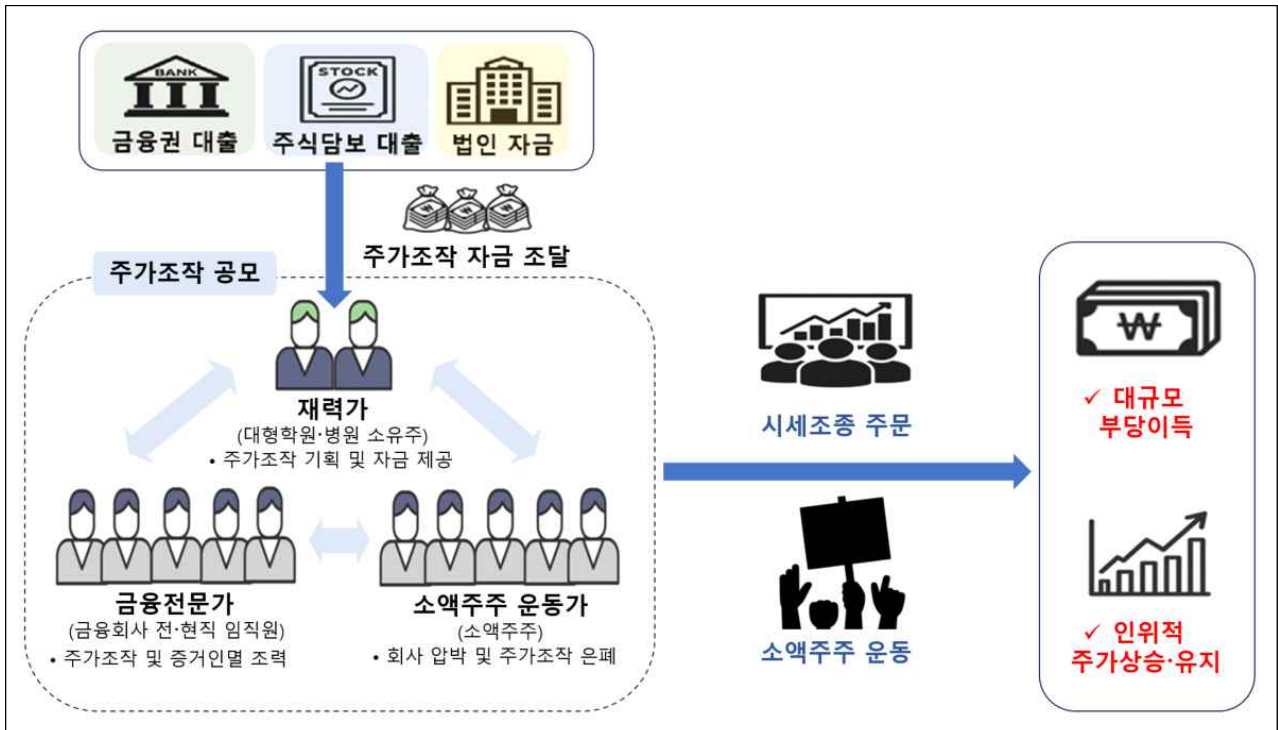 BANK
STOCK
금융권 대출
주식담보 대출
법인 자금
주가조작 자금 조달
주가조작 공모
재력가
(대형학원·병원 소유주)
• 주가조작 기획 및 자금 제공
금융전문가
(금융회사 전·현직 임직원)
• 주가조작 및 증거인멸 조력
소액주주 운동가
(소액주주)
• 회사 압박 및 주가조작 은폐
시세조종 주문
소액주주 운동
₩
✓ 대규모
부당이득
✓ 인위적
주가상승·유지